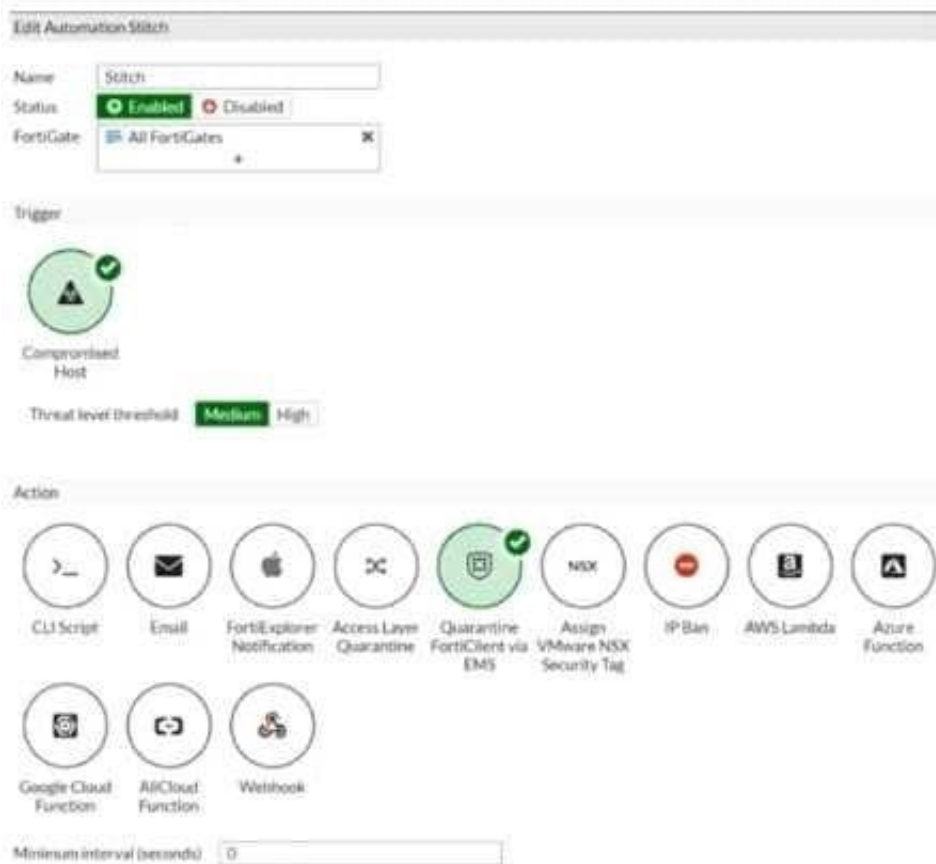 Edit Automation Stitch
Name Stitch
Status Enabled Disabled
FortiGate All FortiGates
+
Trigger
Compromised
Host
Threat level threshold Medium High
Action
>_
NSX
a
CLI Script Email FortiExplorer Access Layer Quarantine Assign IP Ban AWS Lambda Azure
Notification Quarantine FortiClient via VMware NSX Function
EMS Security Tag
Google Cloud AliCloud Webhook
Function Function
Minimum interval (seconds) 0